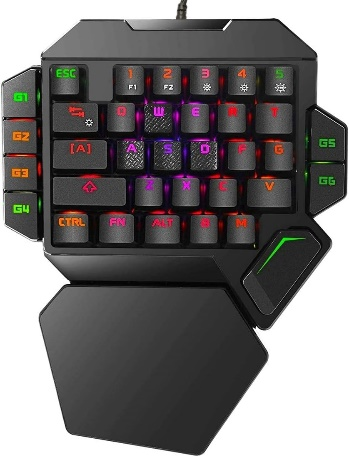 ESC 1 2 3 4 5
F1 F2
G1
Q W E R T
G2
[A] A S D F G
G5
G3
Z X C V
G6
G4
CTRL FN Alt M